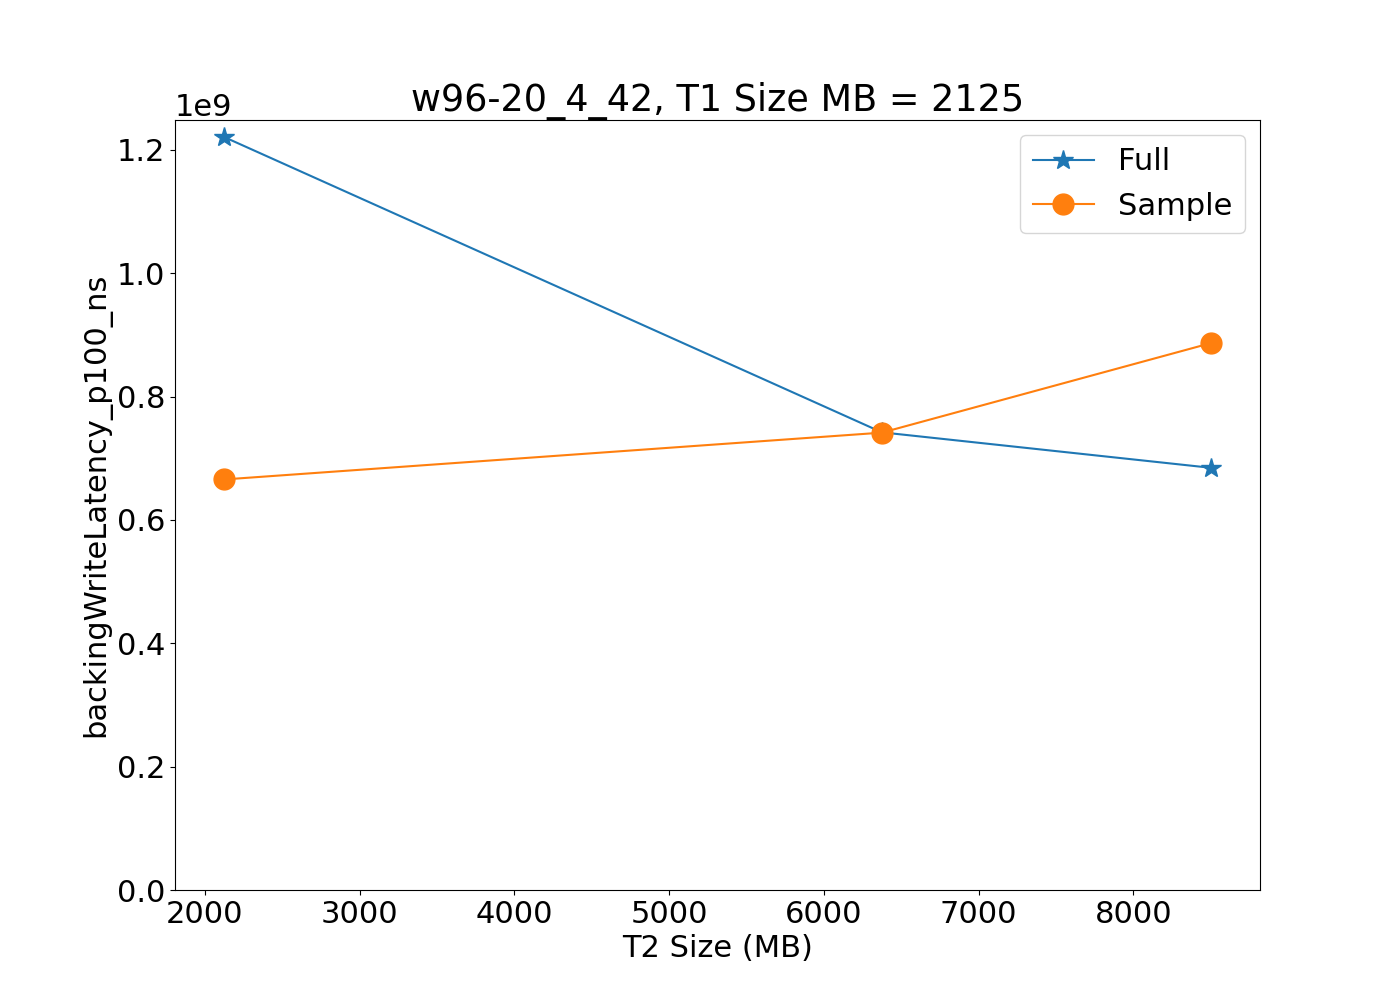 w96-20_4_42, T1 Size MB = 2125
1e9
Full
Sample
1.2
1.0
0.8
0.6
0.4
0.2
0.0
backingWriteLatency_p100_ns
2000 3000 4000 5000 6000 7000 8000
T2 Size (MB)